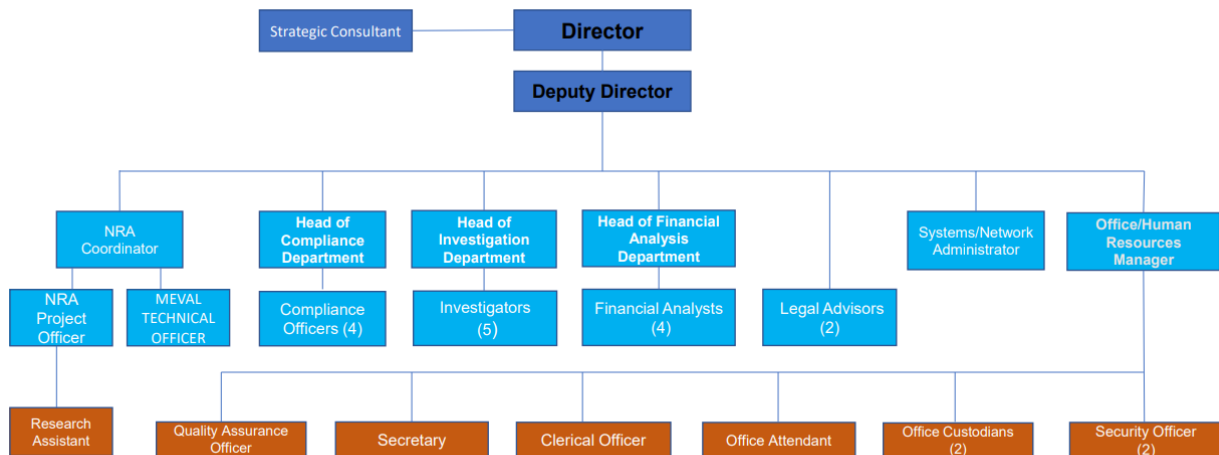 Strategic Consultant
Director
Deputy Director
NRA
Coordinator
Head of
Compliance
Department
Head of
Investigation
Department
Head of Financial
Analysis
Department
Systems/Network
Administrator
Office/Human
Resources
Manager
NRA
Project
Officer
MEVAL
TECHNICAL
OFFICER
Compliance
Officers (4)
Investigators
(5)
Financial Analysts
(4)
Legal Advisors
(2)
Research
Assistant
Quality Assurance
Officer
Secretary
Clerical Officer
Office Attendant
Office Custodians
(2)
Security Officer
(2)